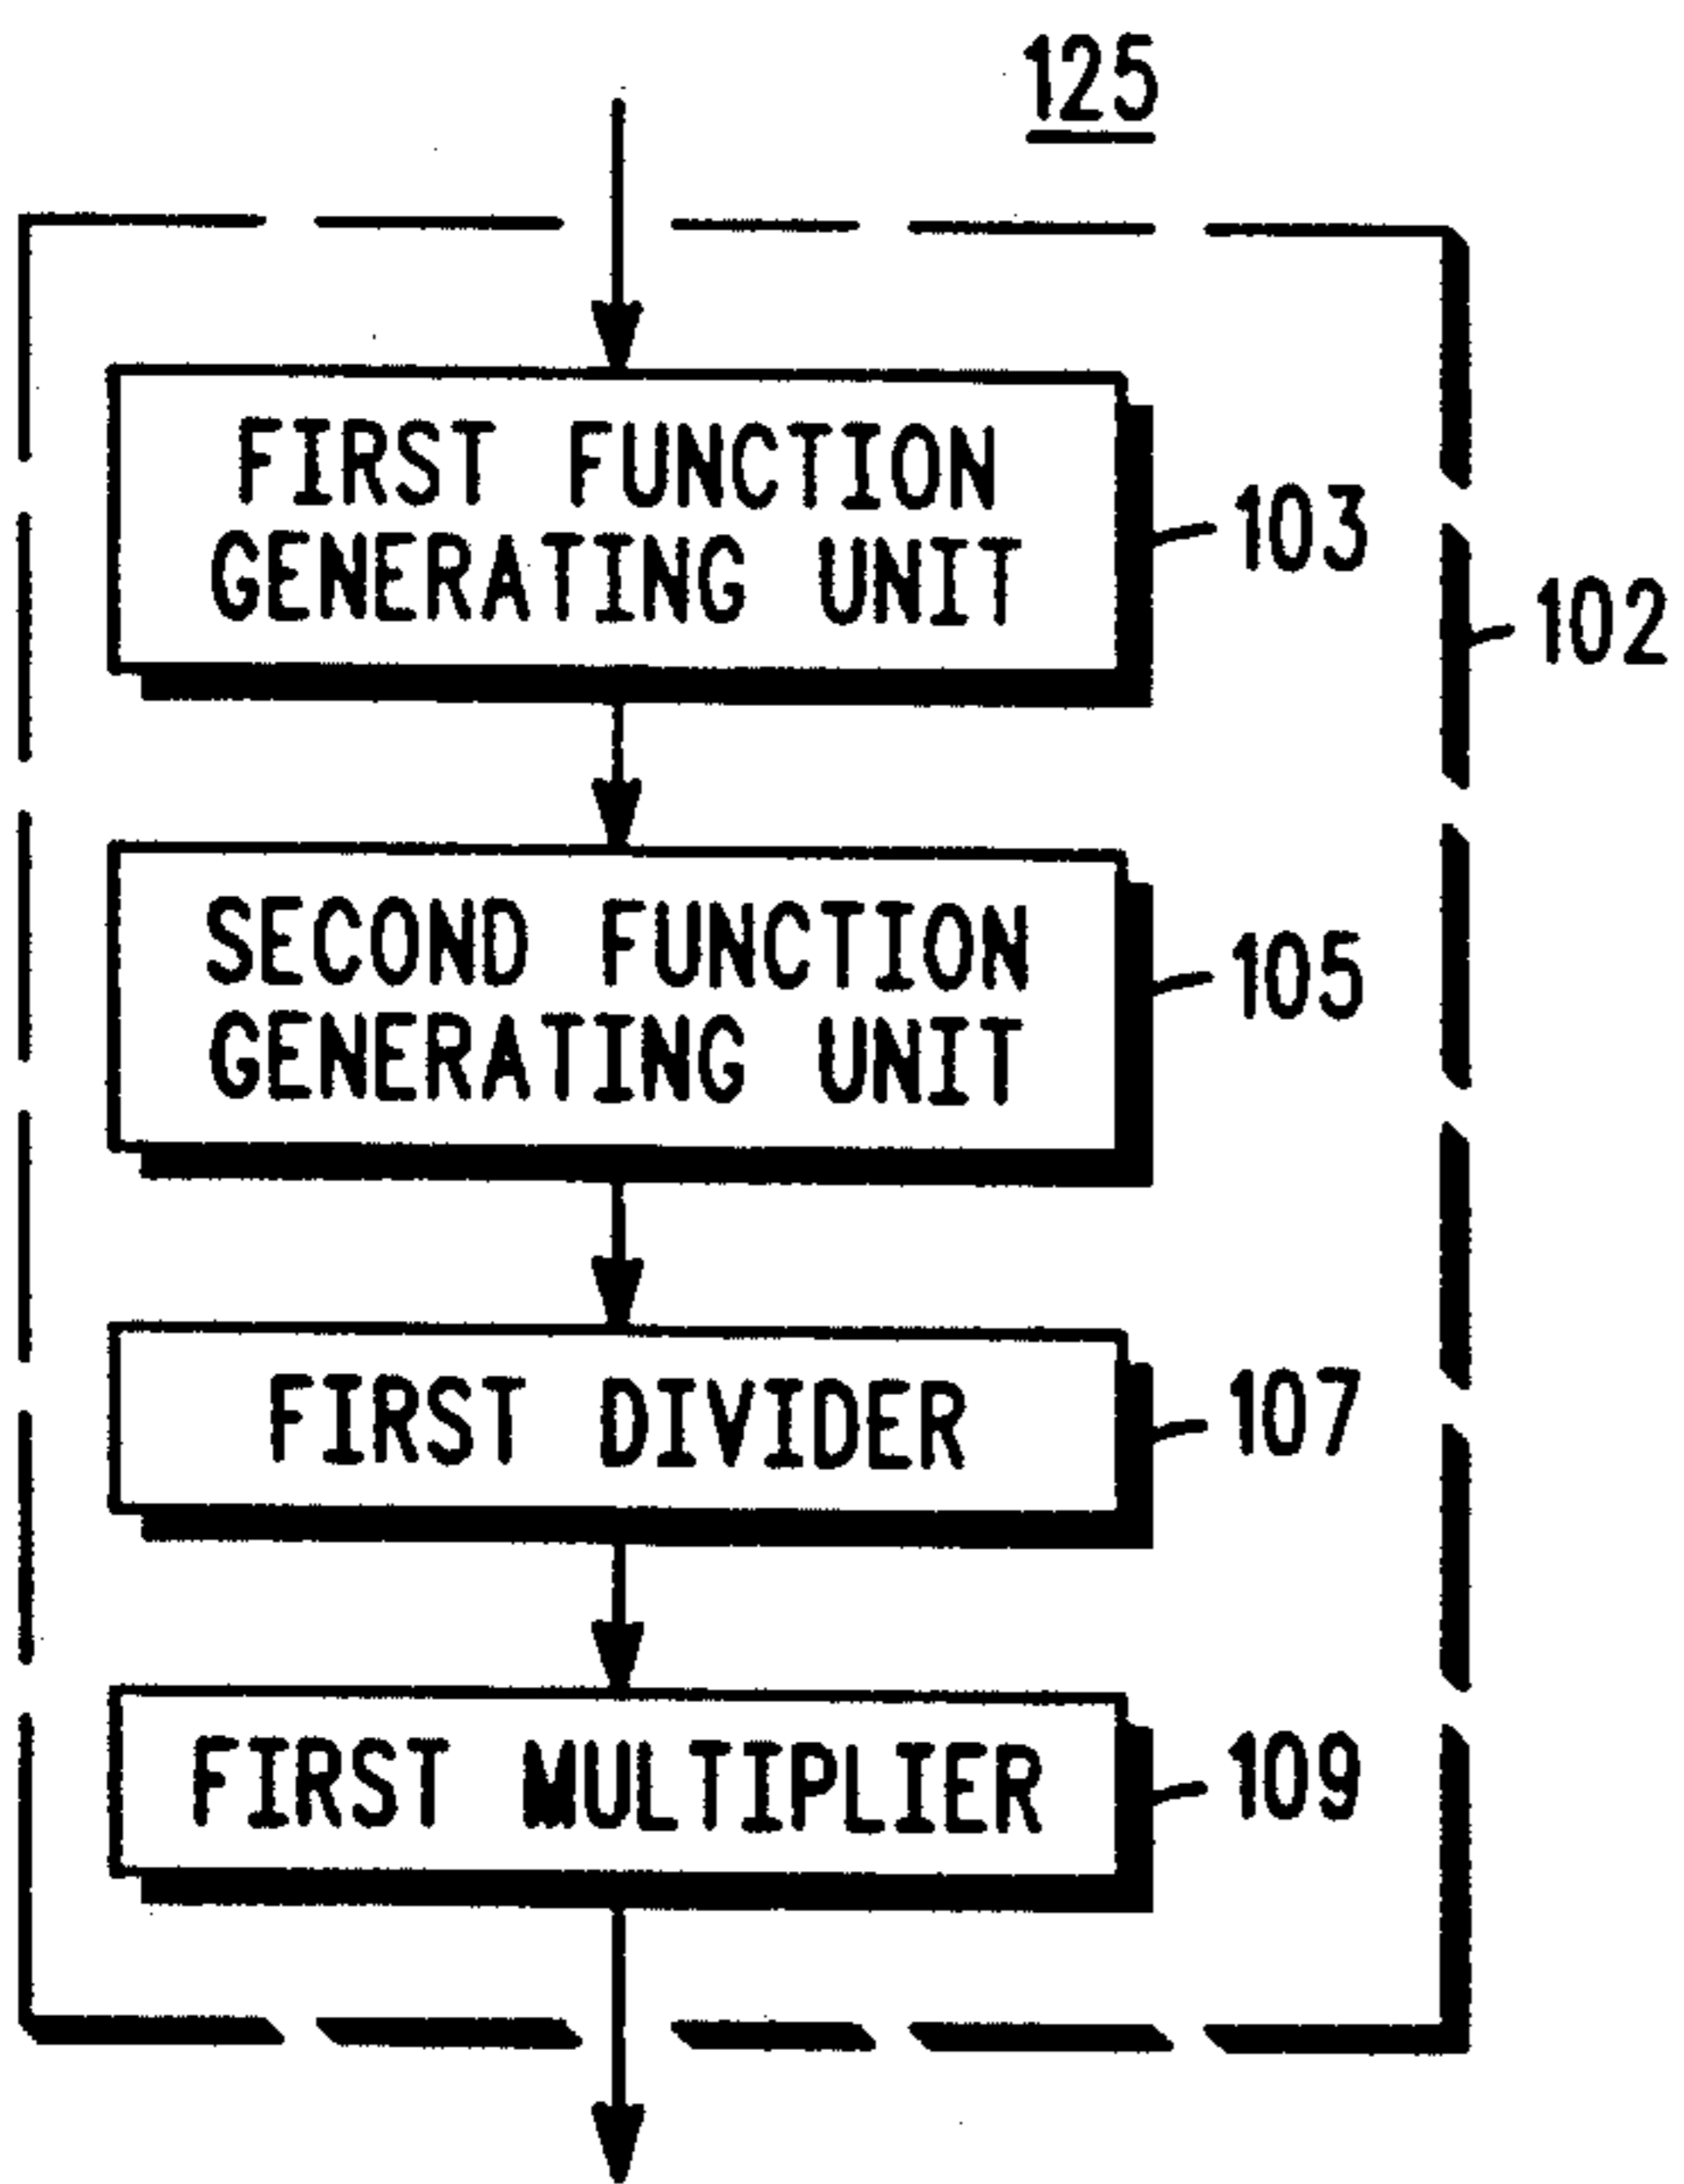 125
FIRST FUNCTION
GENERATING UNIT
103
102
SECOND FUNCTION
GENERATING UNIT
105
FIRST DIVIDER
107
FIRST MULTIPLIER
109